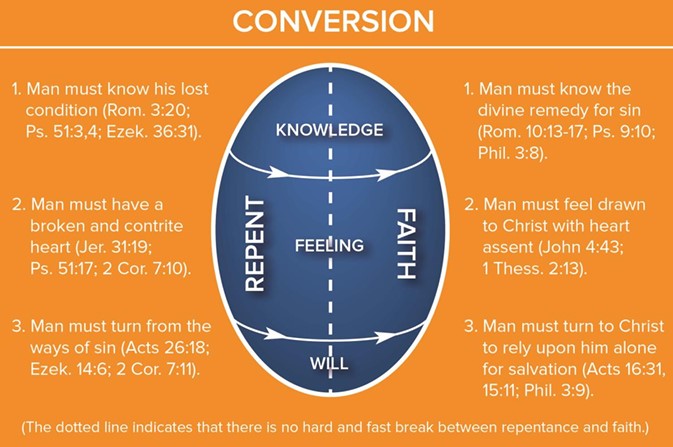 CONVERSION
1. Man must know his lost
condition (Rom. 3:20;
Ps. 51:3,4; Ezek. 36:31).
2. Man must have a
broken and contrite
heart (Jer. 31:19;
Ps. 51:17; 2 Cor. 7:10).
3. Man must turn from the
ways of sin (Acts 26:18;
Ezek. 14:6; 2 Cor. 7:11).
KNOWLEDGE
REPENT
FEELING
FAITH
WILL
1. Man must know the
divine remedy for sin
(Rom. 10:13-17; Ps. 9:10;
Phil. 3:8).
2. Man must feel drawn
to Christ with heart
assent (John 4:43;
1 Thess. 2:13).
3. Man must turn to Christ
to rely upon him alone
for salvation (Acts 16:31,
15:11; Phil. 3:9).
(The dotted line indicates that there is no hard and fast break between repentance and faith.)